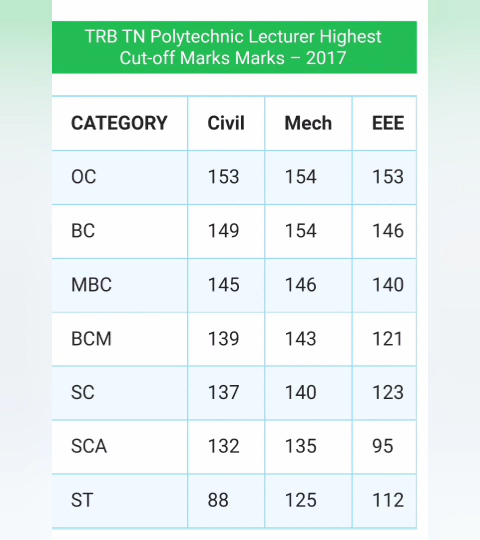 TRB TN Polytechnic Lecturer Highest
Cut-off Marks Marks – 2017
CATEGORY Civil Mech EEE
OC 153 154 153
BC 149 154 146
MBC 145 146 140
BCM 139 143 121
SC 137 140 123
SCA 132 135 95
ST 88 125 112